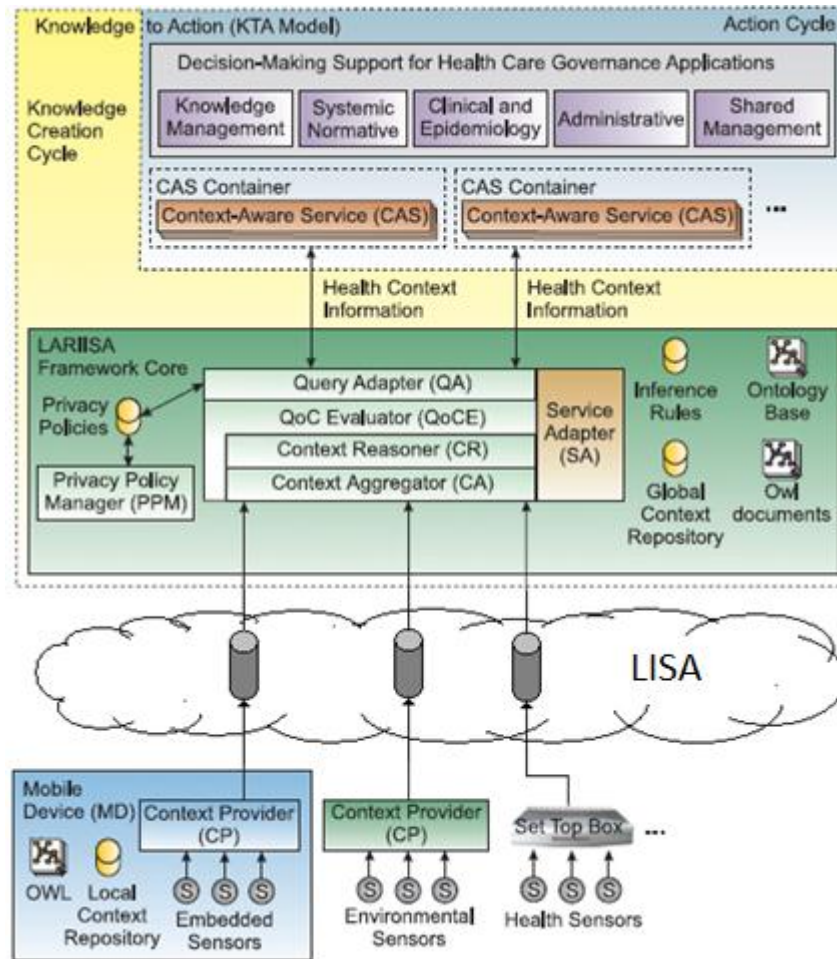 Knowledge to Action (KTA Model)
Action Cycle
Knowledge
Creation
Cycle
Decision-Making Support for Health Care Governance Applications
Knowledge
Management
Systemic
Normative
Clinical and
Epidemiology
Administrative
Shared
Management
CAS Container
Context-Aware Service (CAS)
CAS Container
Context-Aware Service (CAS)
...
Health Context
Information
Health Context
Information
LARIISA
Framework Core
Privacy
Policies
Privacy Policy
Manager (PPM)
Query Adapter (QA)
QoC Evaluator (QoCE)
Context Reasoner (CR)
Context Aggregator (CA)
Service
Adapter
(SA)
Inference
Rules
Ontology
Base
Global
Context
Repository
Owl
documents
LISA
Mobile
Device (MD)
Context Provider
(CP)
OWL
Local
Context
Repository
S S S
Embedded
Sensors
Context Provider
(CP)
S S S
Environmental
Sensors
Set Top Box
...
S S S
Health Sensors